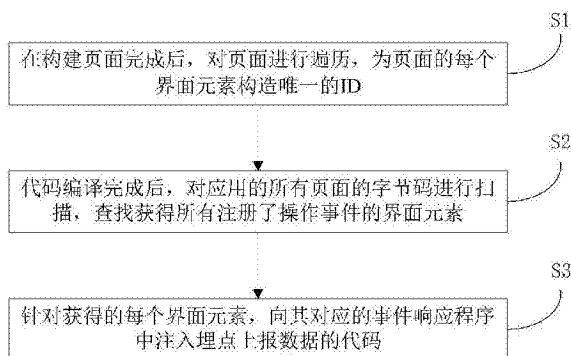 S1
在构建页面完成后，对页面进行遍历，为页面的每个
界面元素构造唯一的ID
S2
代码编译完成后，对应用的所有页面的字节码进行扫
描，查找获得所有注册了操作事件的界面元素
S3
针对获得的每个界面元素，向其对应的事件响应程序
中注入埋点上报数据的代码